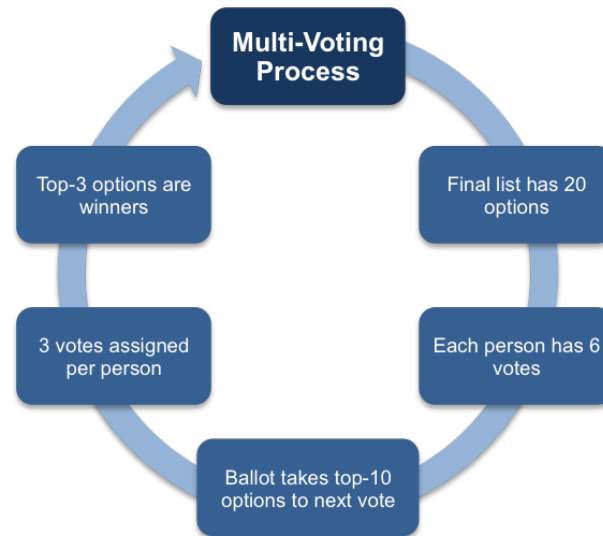 Multi-Voting
Process
Final list has 20
options
Each person has 6
votes
Ballot takes top-10
options to next vote
3 votes assigned
per person
Top-3 options are
winners